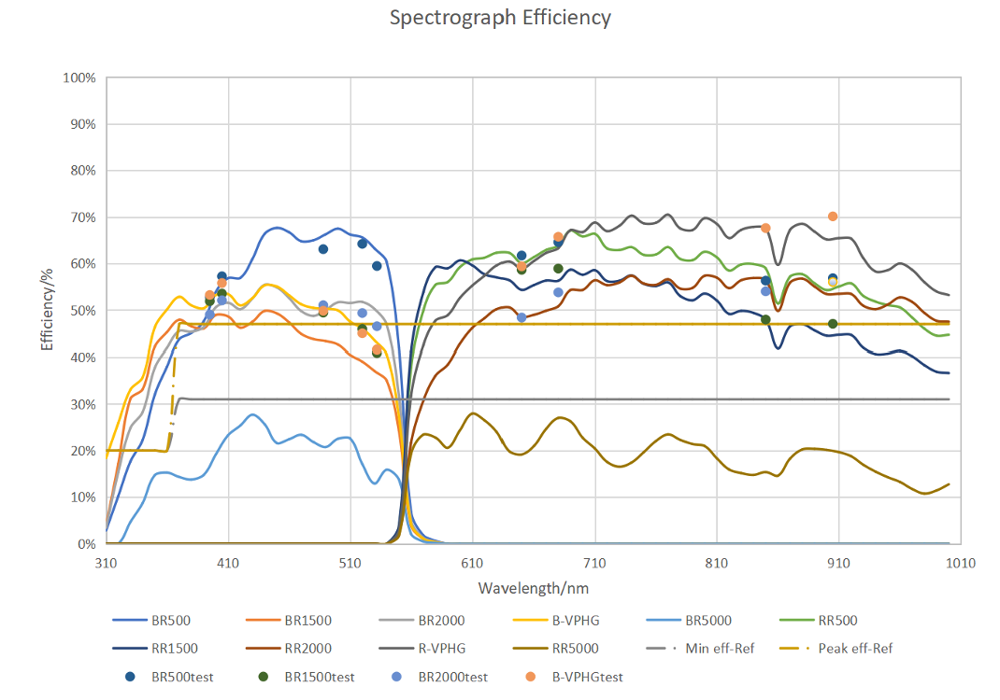 Spectrograph Efficiency
100%
90%
80%
70%
60%
50%
40%
30%
20%
10%
0%
Efficiency/%
310 410 510 610 710 810 910 1010
Wavelength/nm
BR500 BR1500 BR2000 B-VPHG BR5000 RR500
RR1500 RR2000 R-VPHG RR5000 Min eff-Ref Peak eff-Ref
BR500test BR1500test BR2000test B-VPHGtest